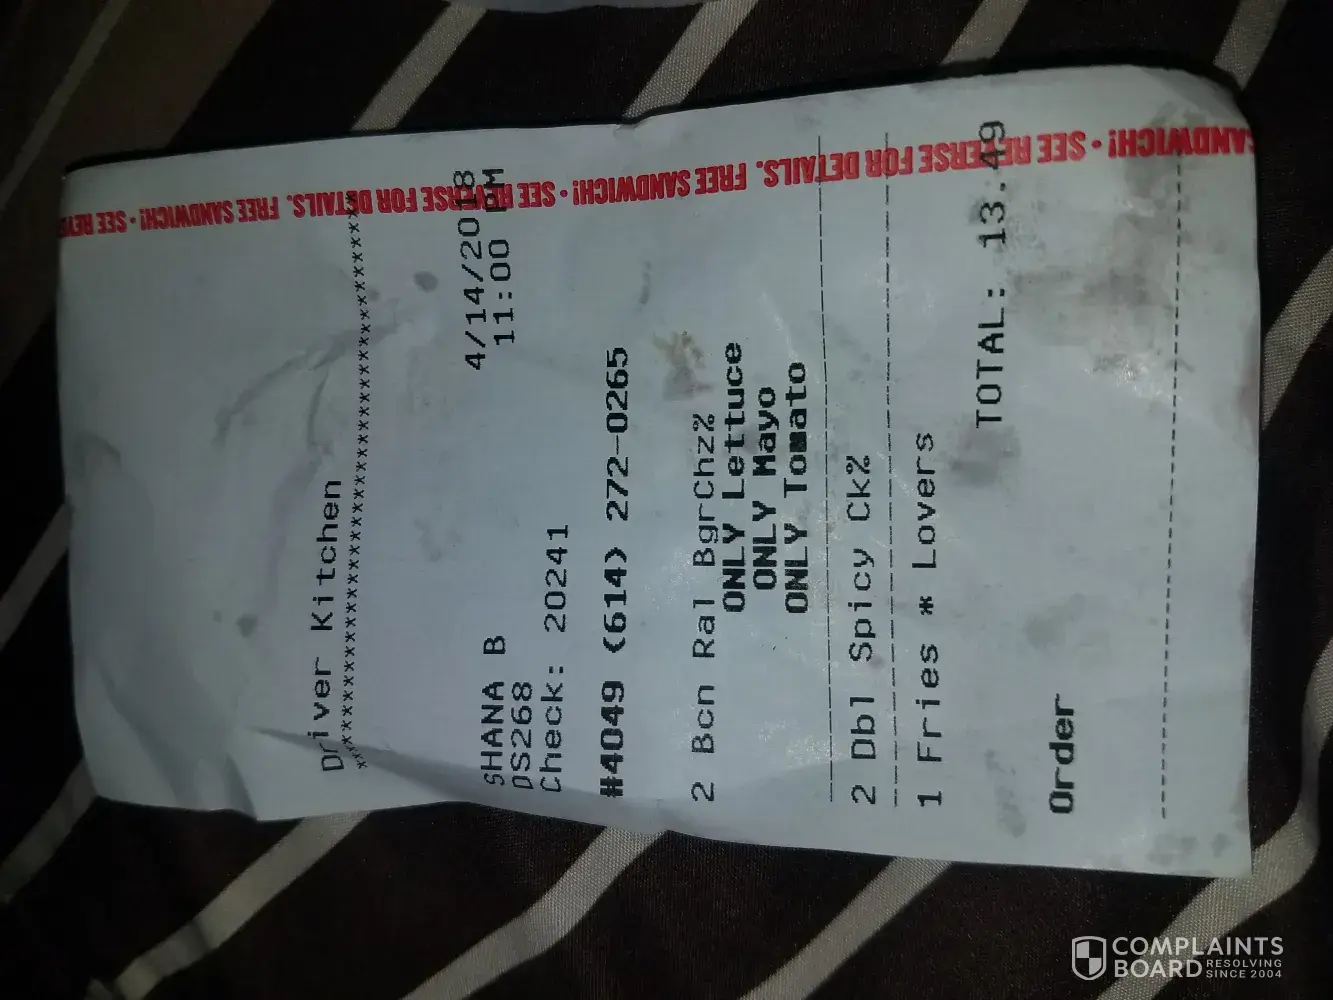 Driver Kitchen
****************************************
4/14/2018
SHANA B 11:00 PM
DS268
Check: 20241
#4049 (614) 272-0265
2 Bcn Ral BgrChz%
ONLY Lettuce
ONLY Mayo
ONLY Tomato
2 Dbl Spicy Ck%
1 Fries * Lovers
TOTAL: 13.49
Order
SANDWICH! • SEE REVERSE FOR DETAILS. FREE SANDWICH! • SEE REVERSE FOR DETAILS. FREE SANDWICH! • SEE REVE
COMPLAINTS
BOARD RESOLVING
SINCE 2004